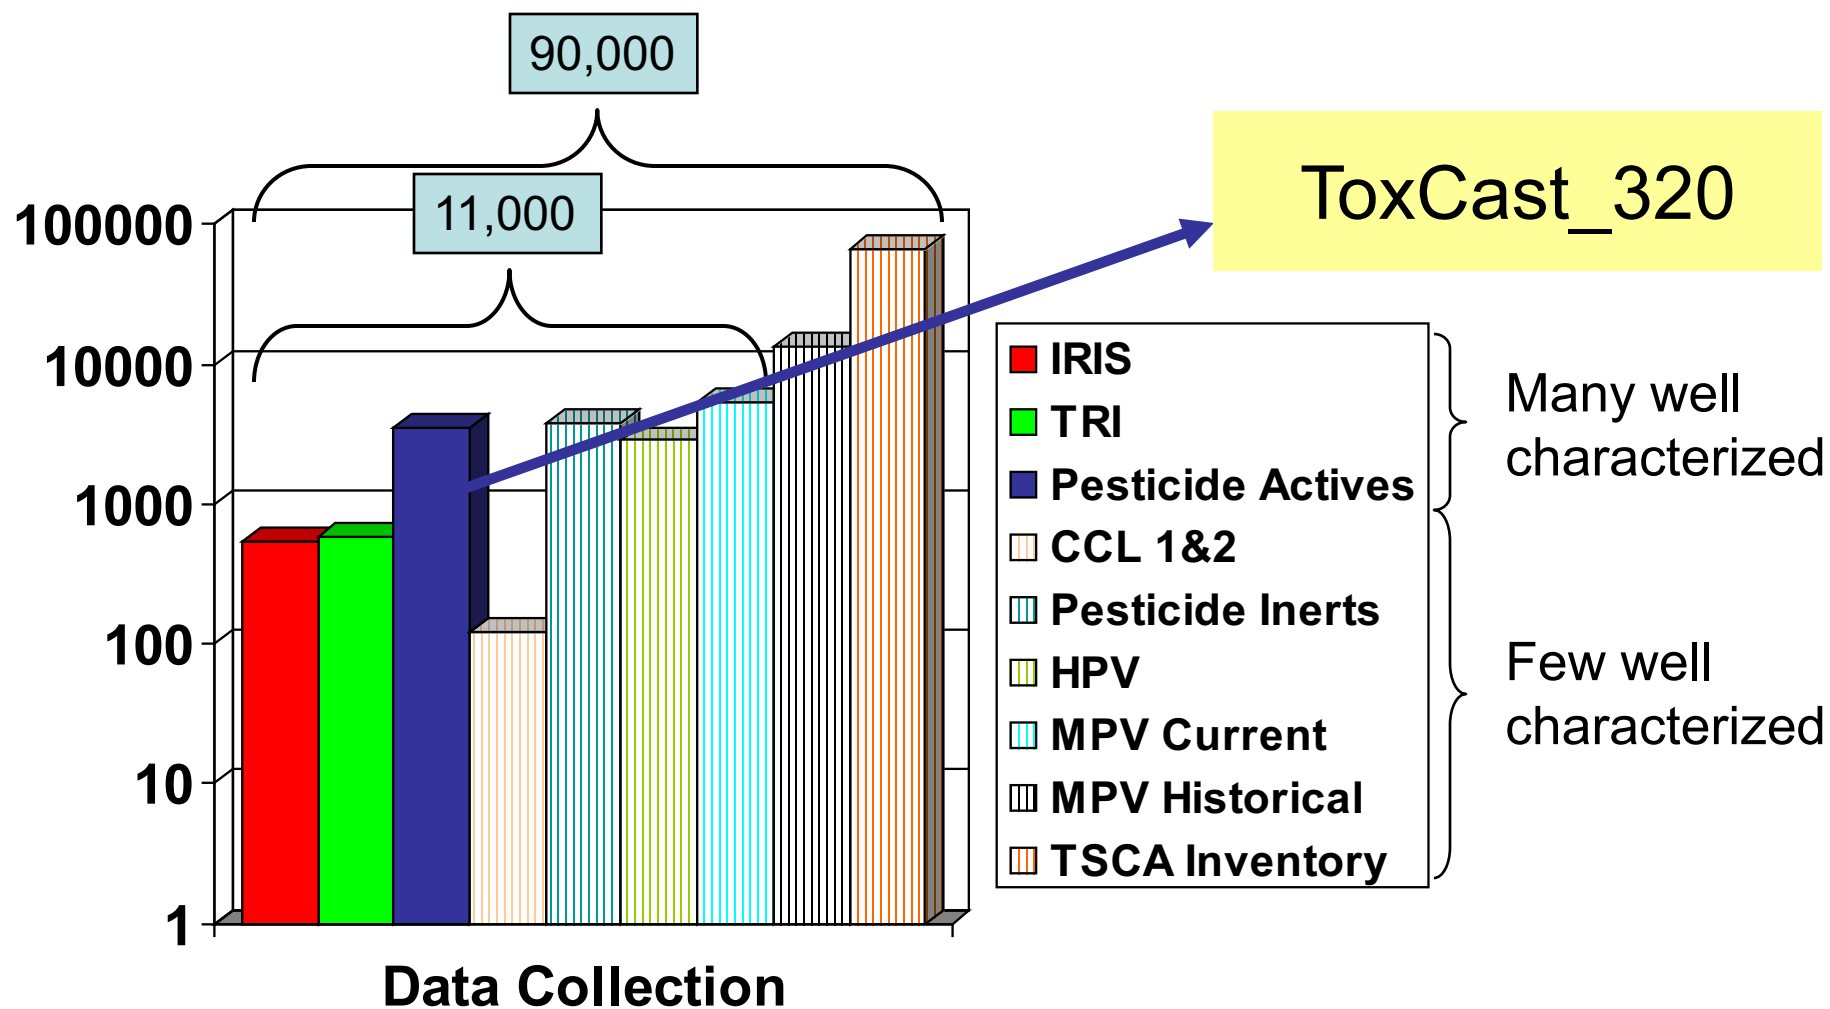 90,000
11,000
ToxCast_320
100000
10000
1000
100
10
1
Data Collection
IRIS
TRI
Pesticide Actives
CCL 1&2
Pesticide Inerts
HPV
MPV Current
MPV Historical
TSCA Inventory
Many well
characterized
Few well
characterized